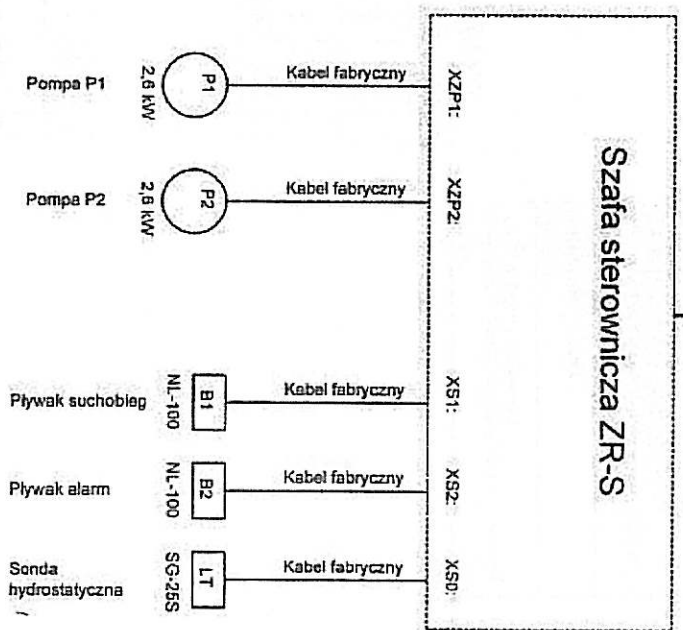 Pompa P1
2,6 kW
P1
Kabel fabryczny
XZP1:
Pompa P2
2,6 kW
P2
Kabel fabryczny
XZP2:
Szafa sterownicza ZR-S
Pływak suchobieg
NL-100
B1
Kabel fabryczny
XS1:
Pływak alarm
NL-100
B2
Kabel fabryczny
XS2:
Sonda
hydrostatyczna
SG-25S
LT
Kabel fabryczny
XS0: